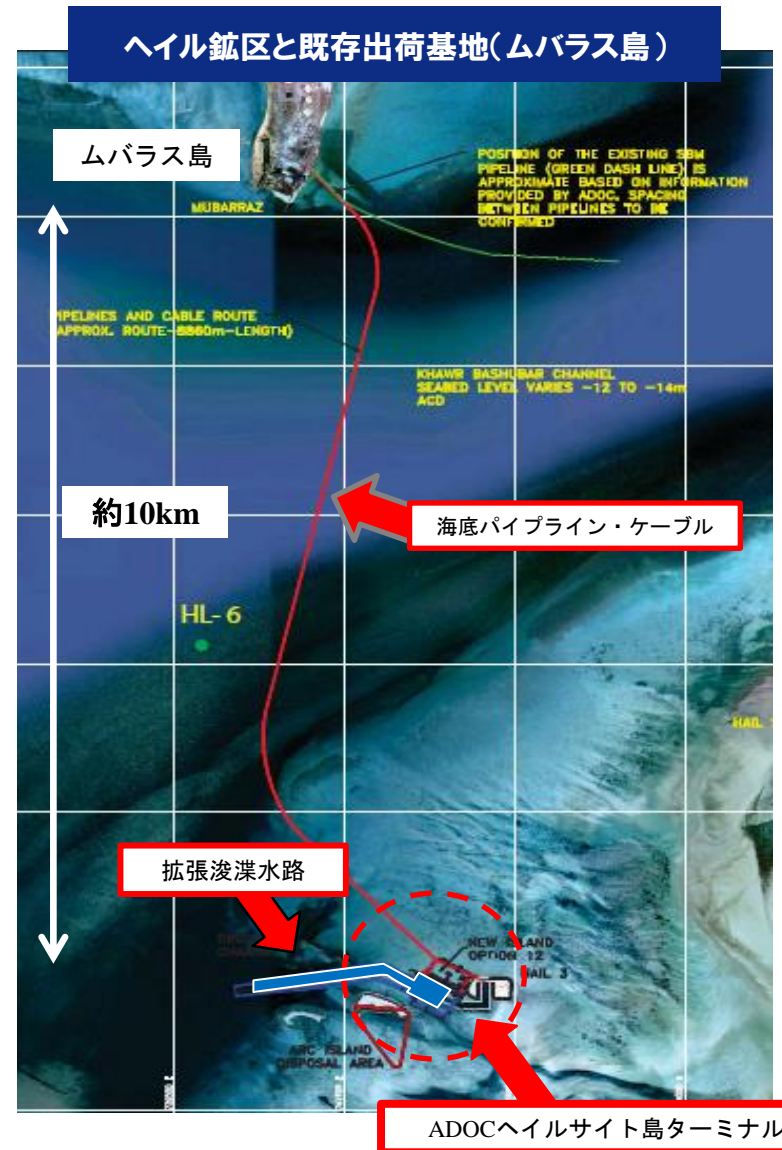 ヘイル鉱区と既存出荷基地(ムバラス島)
ムバラス島
POSITION OF THE EXISTING SBM
PIPELINE (GREEN DASH LINE) IS
APPROXIMATE BASED ON INFORMATION
PROVIDED BY ADOC. SPACING
BETWEEN PIPELINES TO BE
CONFIRMED
MUBARRAZ
PIPELINES AND CABLE ROUTE
(APPROX. ROUTE-8860m-LENGTH)
KHAWR BASHUBAR CHANNEL
SEABED LEVEL VARIES -12 TO -14m
ACD
約10km
海底パイプライン・ケーブル
HL-6
HAIL
拡張浚渫水路
NEW ISLAND
OPTION 12
HAIL 3
ARC ISLAND
DISPOSAL AREA
ADOCヘイルサイト島ターミナル